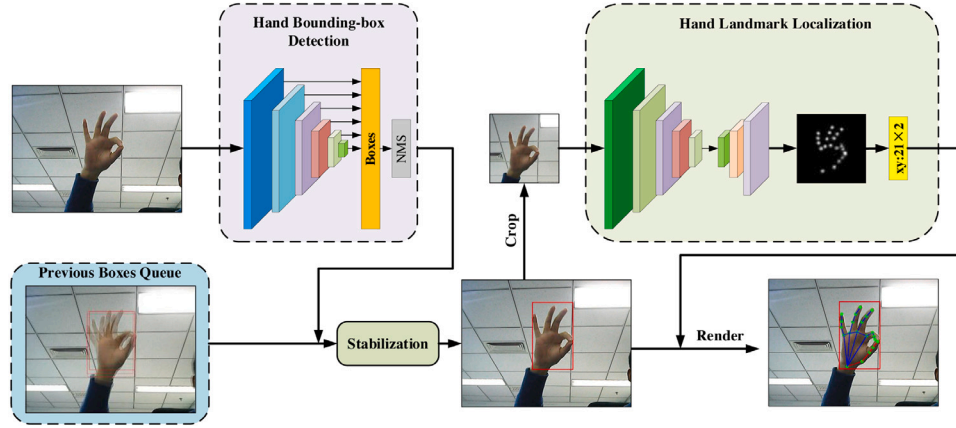 Hand Bounding-box
Detection
Boxes
NMS
Hand Landmark Localization
xy:21×2
Crop
Previous Boxes Queue
Stabilization
Render